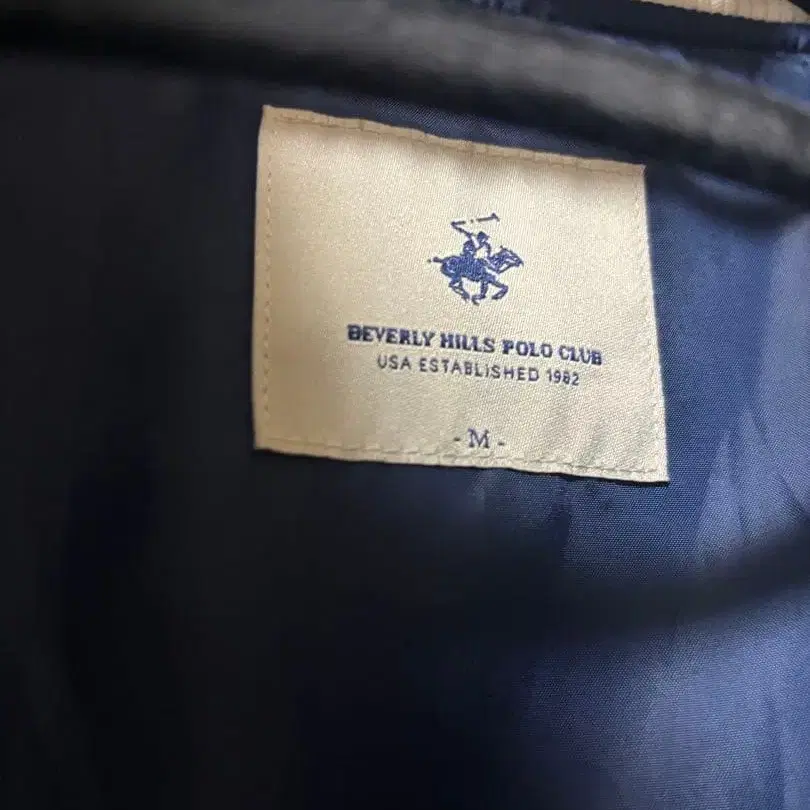 BEVERLY HILLS POLO CLUB
USA ESTABLISHED 1982
- M -